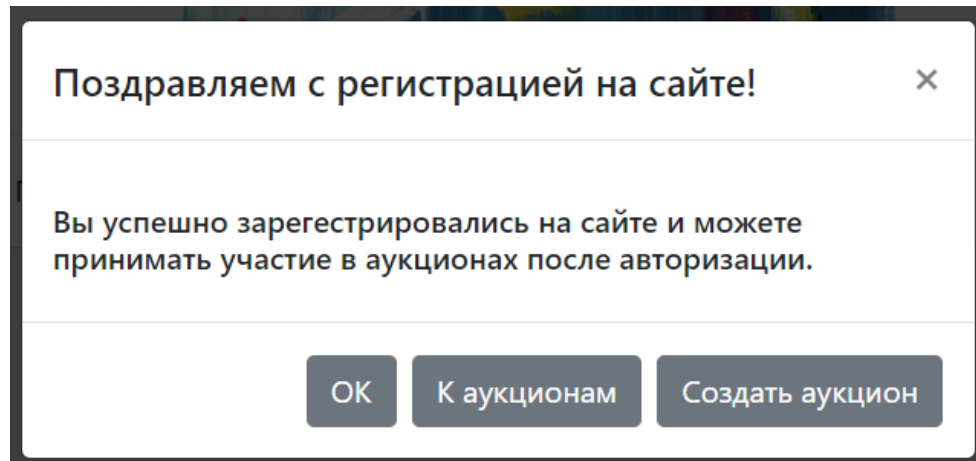 Поздравляем с регистрацией на сайте!
×
Вы успешно зарегестрировались на сайте и можете
принимать участие в аукционах после авторизации.
ОК
К аукционам
Создать аукцион